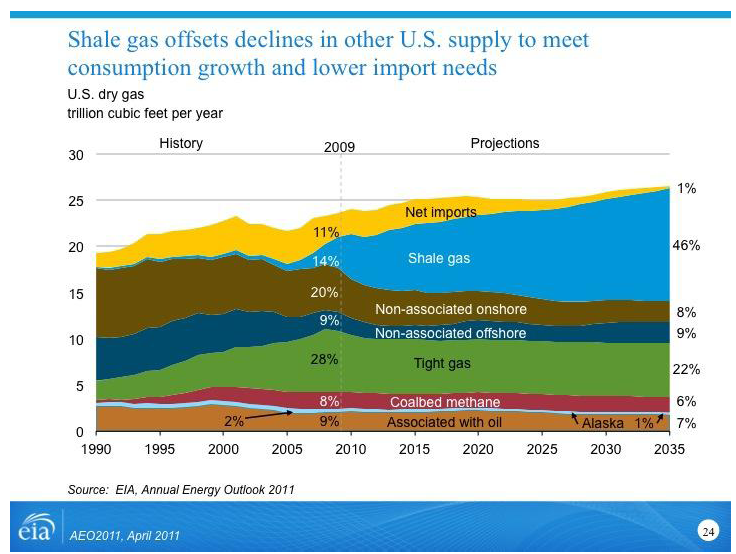 Shale gas offsets declines in other U.S. supply to meet
consumption growth and lower import needs
U.S. dry gas
trillion cubic feet per year
History
2009
Projections
30
25
20
15
10
5
0
Net imports
11%
1%
Shale gas
14%
46%
20%
Non-associated onshore
8%
9%
Non-associated offshore
9%
28%
Tight gas
22%
8%
Coalbed methane
6%
2%
9%
Associated with oil
Alaska
1%
7%
1990 1995 2000 2005 2010 2015 2020 2025 2030 2035
Source: EIA, Annual Energy Outlook 2011
eia
AEO2011, April 2011
24